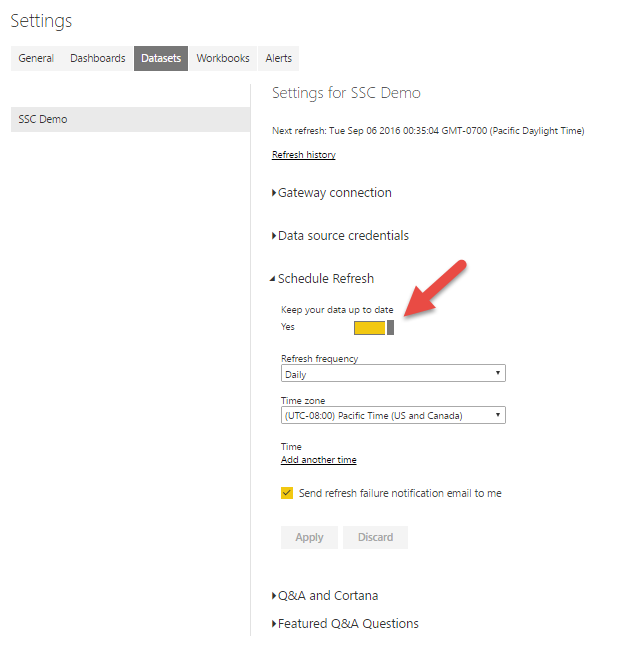 Settings
General Dashboards Datasets Workbooks Alerts
SSC Demo
Settings for SSC Demo
Next refresh: Tue Sep 06 2016 00:35:04 GMT-0700 (Pacific Daylight Time)
Refresh history
Gateway connection
Data source credentials
Schedule Refresh
Keep your data up to date
Yes
Refresh frequency
Daily
Time zone
(UTC-08:00) Pacific Time (US and Canada)
Time
Add another time
Send refresh failure notification email to me
Apply Discard
Q&A and Cortana
Featured Q&A Questions